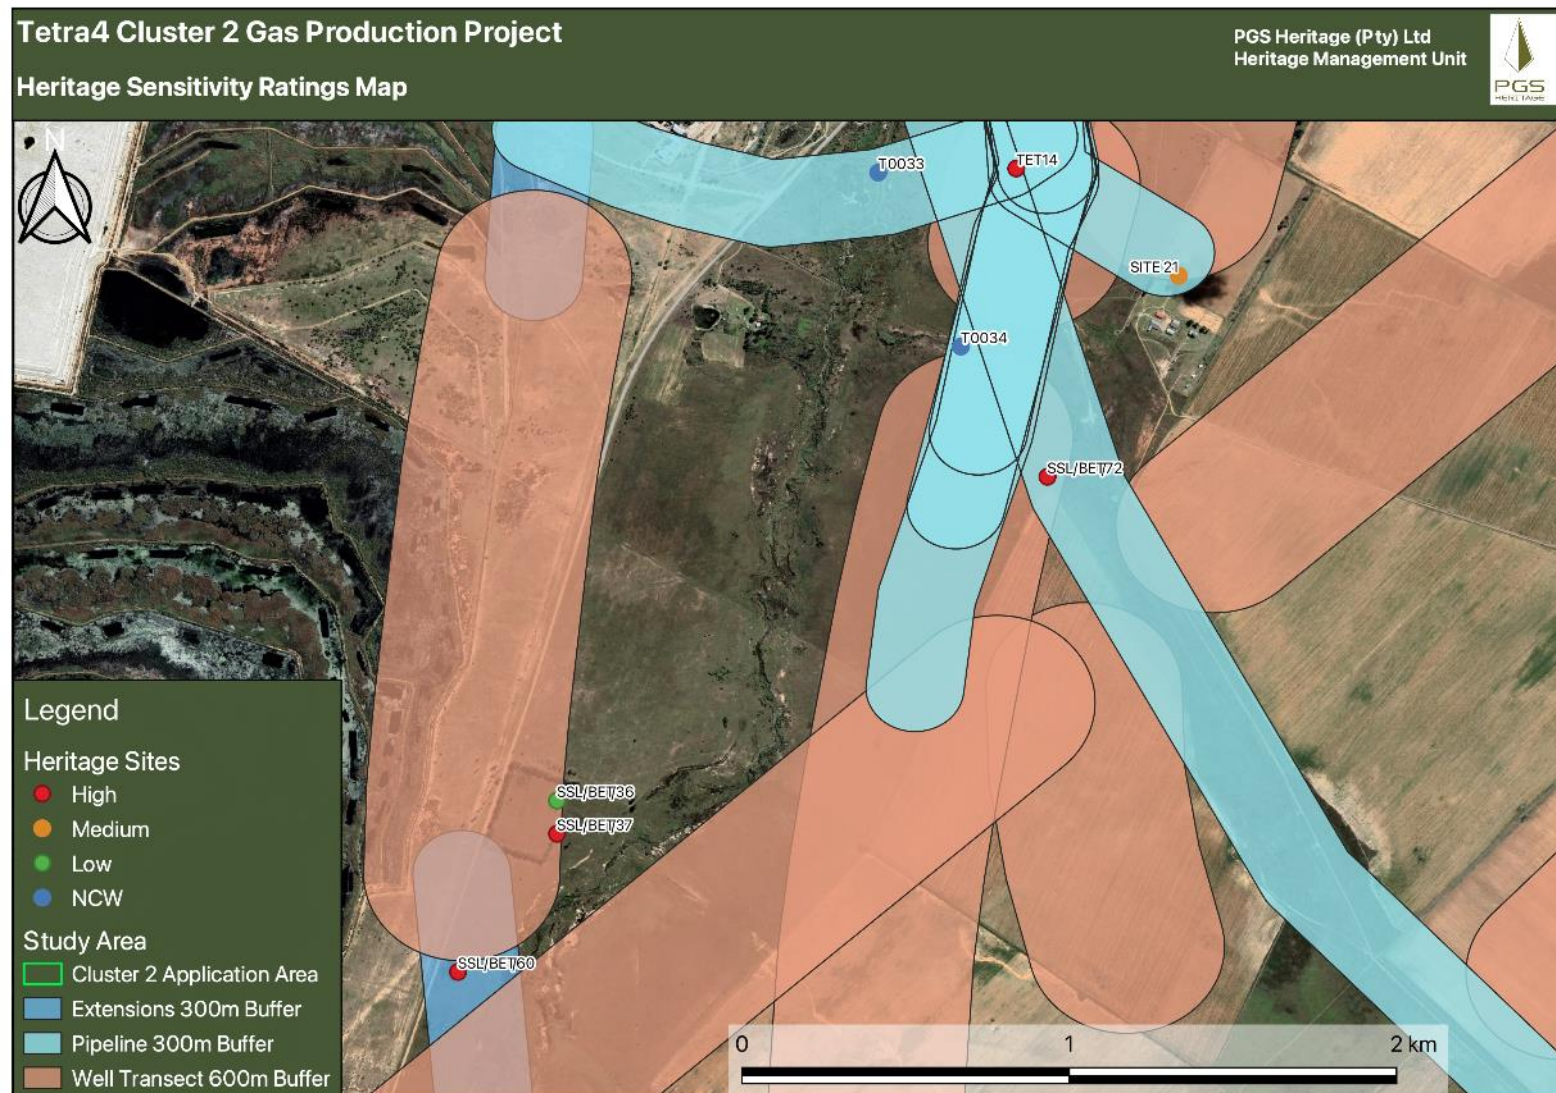 Tetra4 Cluster 2 Gas Production Project
Heritage Sensitivity Ratings Map
PGS Heritage (Pty) Ltd
Heritage Management Unit
PGS
HERITAGE
N
T0033
TET14
SITE 21
T0034
SSL/BET/72
SSL/BET/36
SSL/BET/37
SSL/BET/60
Legend
Heritage Sites
High
Medium
Low
NCW
Study Area
Cluster 2 Application Area
Extensions 300m Buffer
Pipeline 300m Buffer
Well Transect 600m Buffer
0 1 2 km